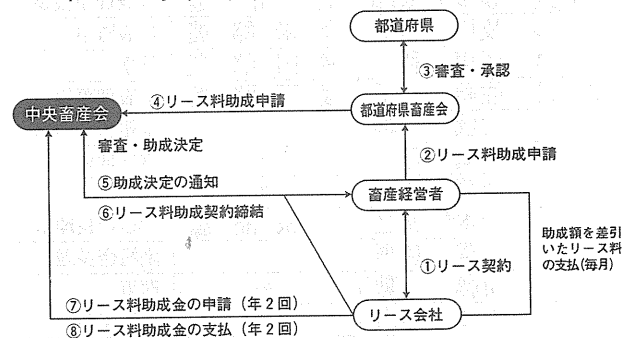 都道府県
③審査・承認
④リース料助成申請
中央畜産会
都道府県畜産会
審査・助成決定
②リース料助成申請
⑤助成決定の通知
畜産経営者
⑥リース料助成契約締結
助成額を差引
いたリース料
の支払(毎月)
①リース契約
⑦リース料助成金の申請（年2回）
リース会社
⑧リース料助成金の支払（年2回）